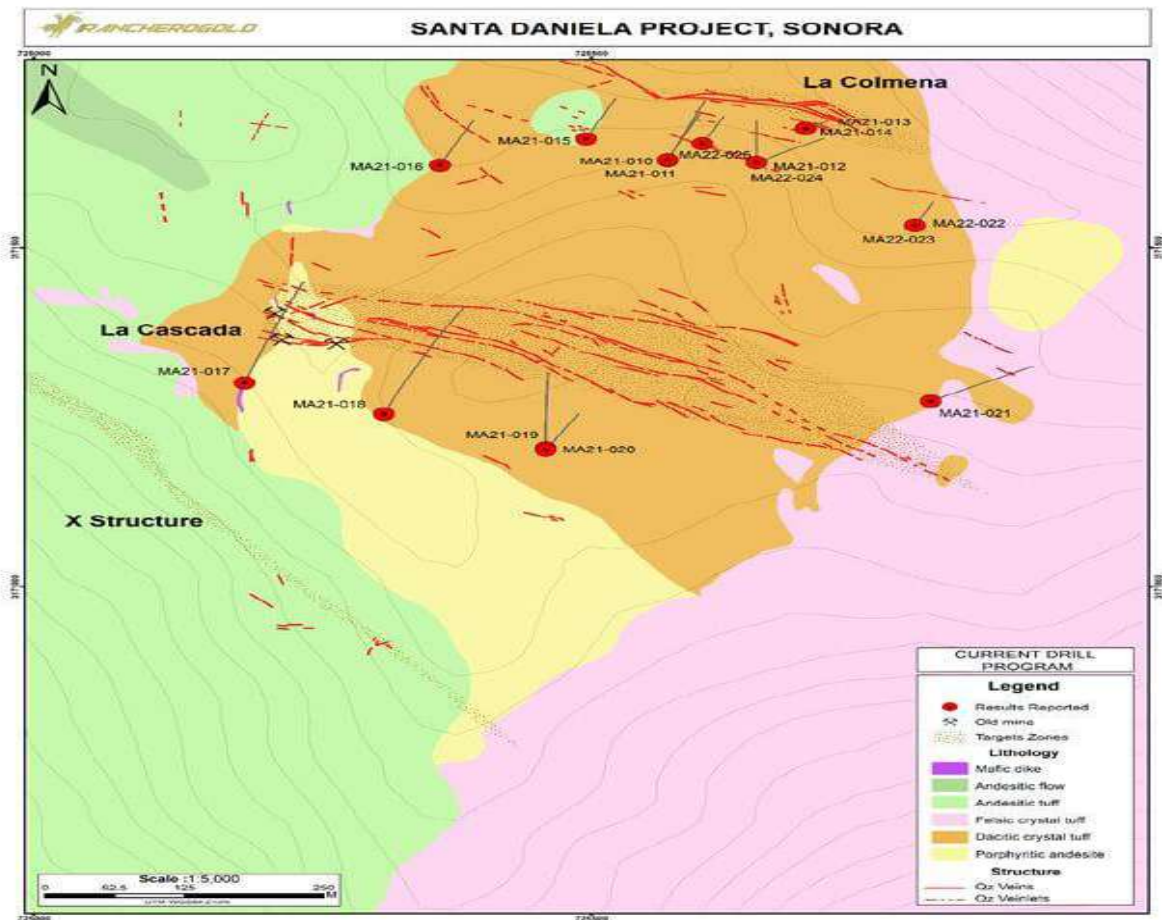 RANCHEROGOLD
SANTA DANIELA PROJECT, SONORA
N
La Colmena
MA21-013
MA21-014
MA21-015
MA21-010
MA21-011
MA22-025
MA21-012
MA22-024
MA21-016
MA22-022
MA22-023
La Cascada
MA21-017
MA21-018
MA21-019
MA21-020
MA21-021
X Structure
CURRENT DRILL
PROGRAM
Legend
Results Reported
Old mine
Targets Zones
Lithology
Mafic dike
Andesitic flow
Andesitic tuff
Felsic crystal tuff
Dacitic crystal tuff
Porphyritic andesite
Structure
Qz Veins
Qz Veinlets
Scale :1:5,000
0 62.5 125 250
M